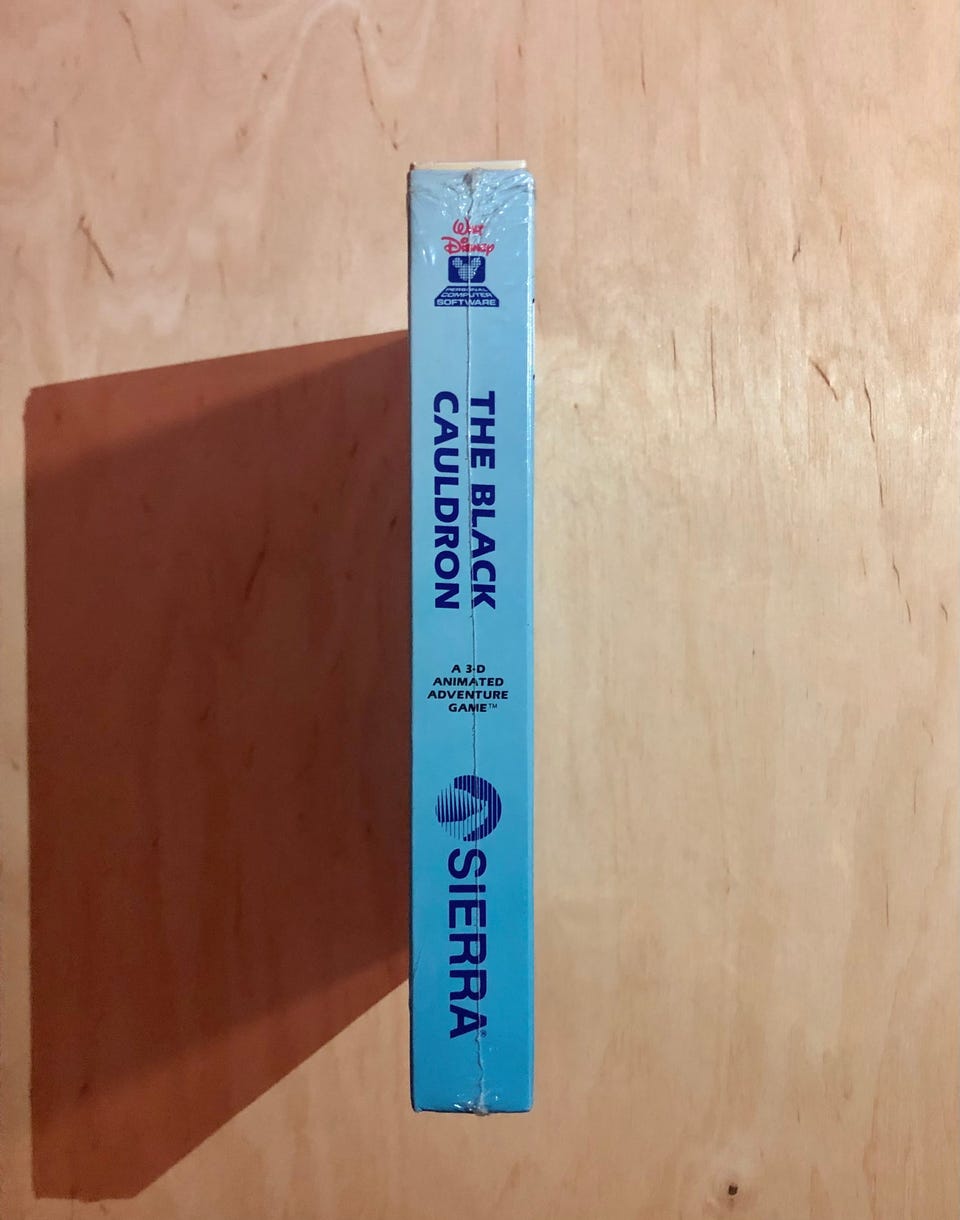 Walt
Disney
PERSONAL
COMPUTER
SOFTWARE
THE BLACK
CAULDRON
A 3-D
ANIMATED
ADVENTURE
GAME™
SIERRA®